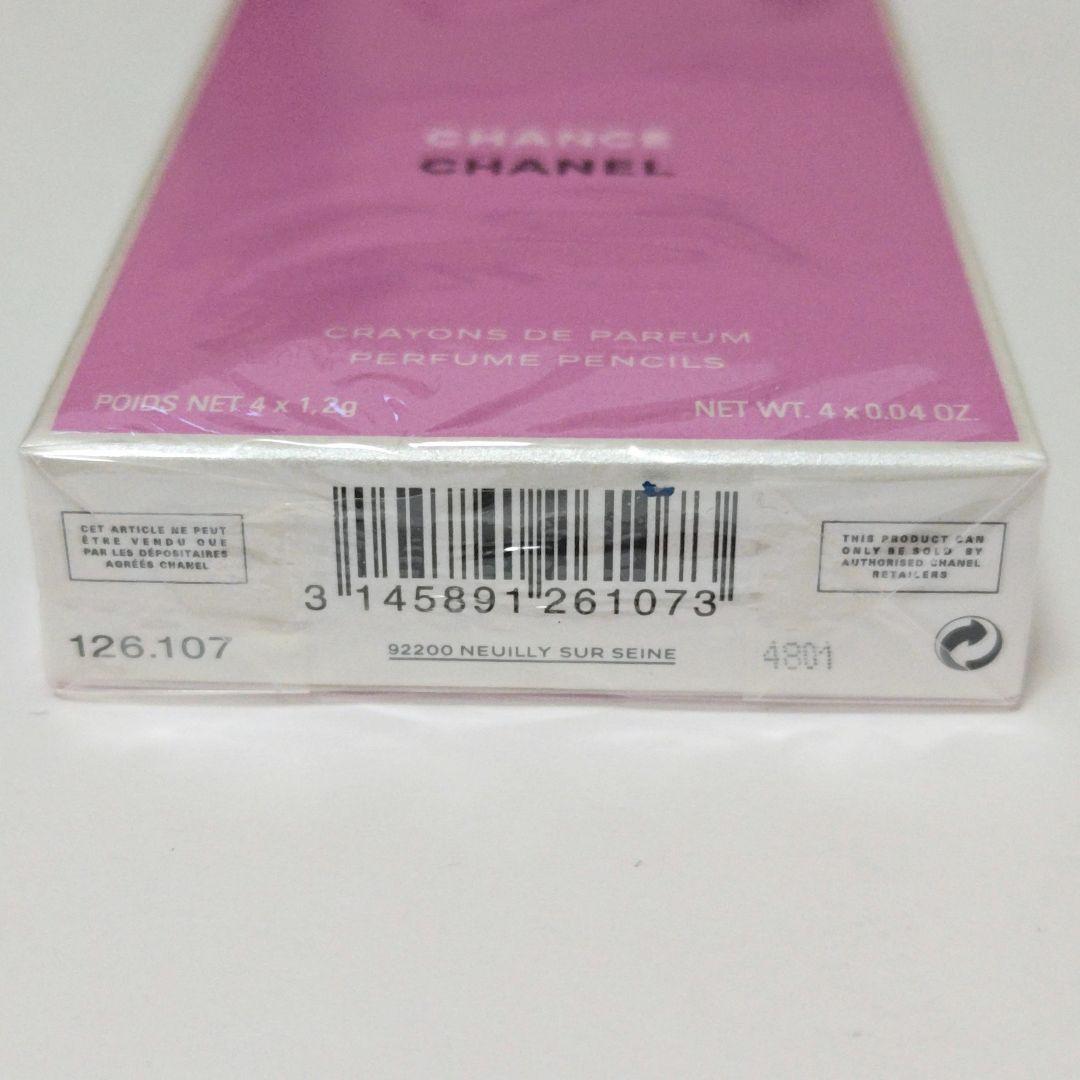 CHANCE
CHANEL
CRAYONS DE PARFUM
PERFUME PENCILS
POIDS NET 4 x 1,2g
NET WT. 4 x 0.04 OZ.
CET ARTICLE NE PEUT
ÊTRE VENDU QUE
PAR LES DÉPOSITAIRES
AGRÉÉS CHANEL
3 145891 261073
THIS PRODUCT CAN
ONLY BE SOLD BY
AUTHORISED CHANEL
RETAILERS
126.107
92200 NEUILLY SUR SEINE
4801